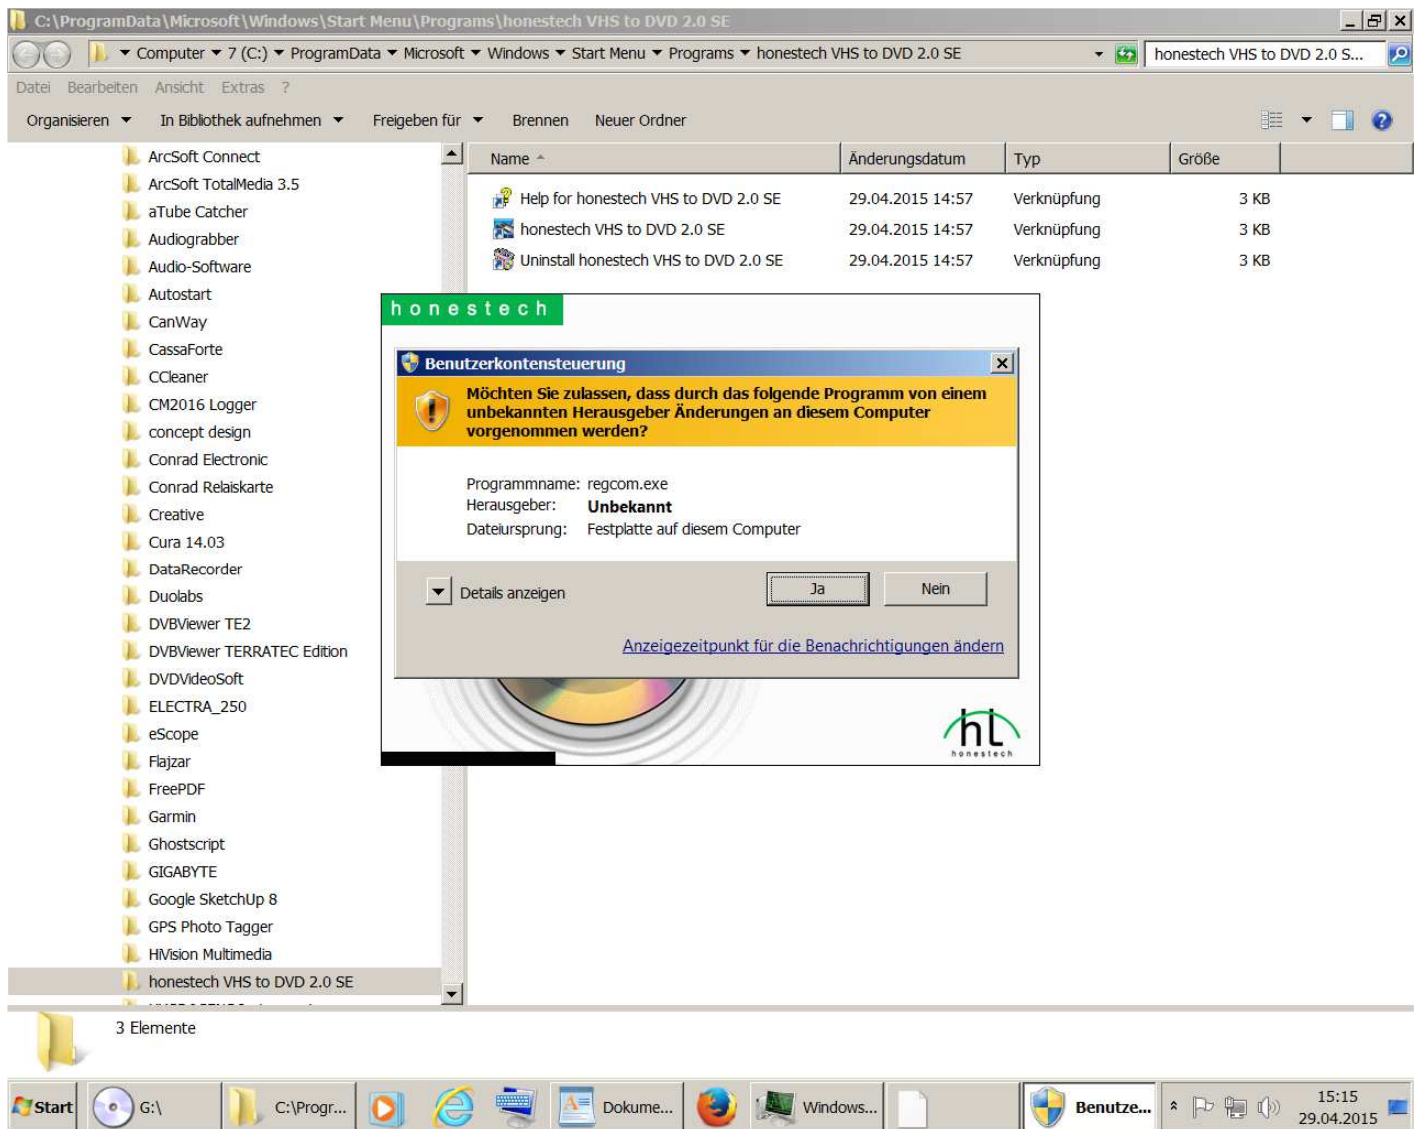 C:\ProgramData\Microsoft\Windows\Start Menu\Programs\honestech VHS to DVD 2.0 SE
Computer 7 (C:) ProgramData Microsoft Windows Start Menu Programs honestech VHS to DVD 2.0 SE
honestech VHS to DVD 2.0 S...
Datei Bearbeiten Ansicht Extras ?
Organisieren In Bibliothek aufnehmen Freigeben für Brennen Neuer Ordner
ArcSoft Connect
ArcSoft TotalMedia 3.5
aTube Catcher
Audiograbber
Audio-Software
Autostart
CanWay
CassaForte
CCleaner
CM2016 Logger
concept design
Conrad Electronic
Conrad Relaiskarte
Creative
Cura 14.03
DataRecorder
Duolabs
DVBViewer TE2
DVBViewer TERRATEC Edition
DVDVideoSoft
ELECTRA_250
eScope
Flajzar
FreePDF
Garmin
Ghostscript
GIGABYTE
Google SketchUp 8
GPS Photo Tagger
HiVision Multimedia
honestech VHS to DVD 2.0 SE
Name Änderungsdatum Typ Größe
Help for honestech VHS to DVD 2.0 SE 29.04.2015 14:57 Verknüpfung 3 KB
honestech VHS to DVD 2.0 SE 29.04.2015 14:57 Verknüpfung 3 KB
Uninstall honestech VHS to DVD 2.0 SE 29.04.2015 14:57 Verknüpfung 3 KB
honestech
Benutzerkontensteuerung
Möchten Sie zulassen, dass durch das folgende Programm von einem
unbekannten Herausgeber Änderungen an diesem Computer
vorgenommen werden?
Programmname: regcom.exe
Herausgeber: Unbekannt
Dateiursprung: Festplatte auf diesem Computer
Details anzeigen
Ja
Nein
Anzeigezeitpunkt für die Benachrichtigungen ändern
hL
honestech
3 Elemente
Start G:\ C:\Progr... Dokume... Windows... Benutze... 15:15
29.04.2015